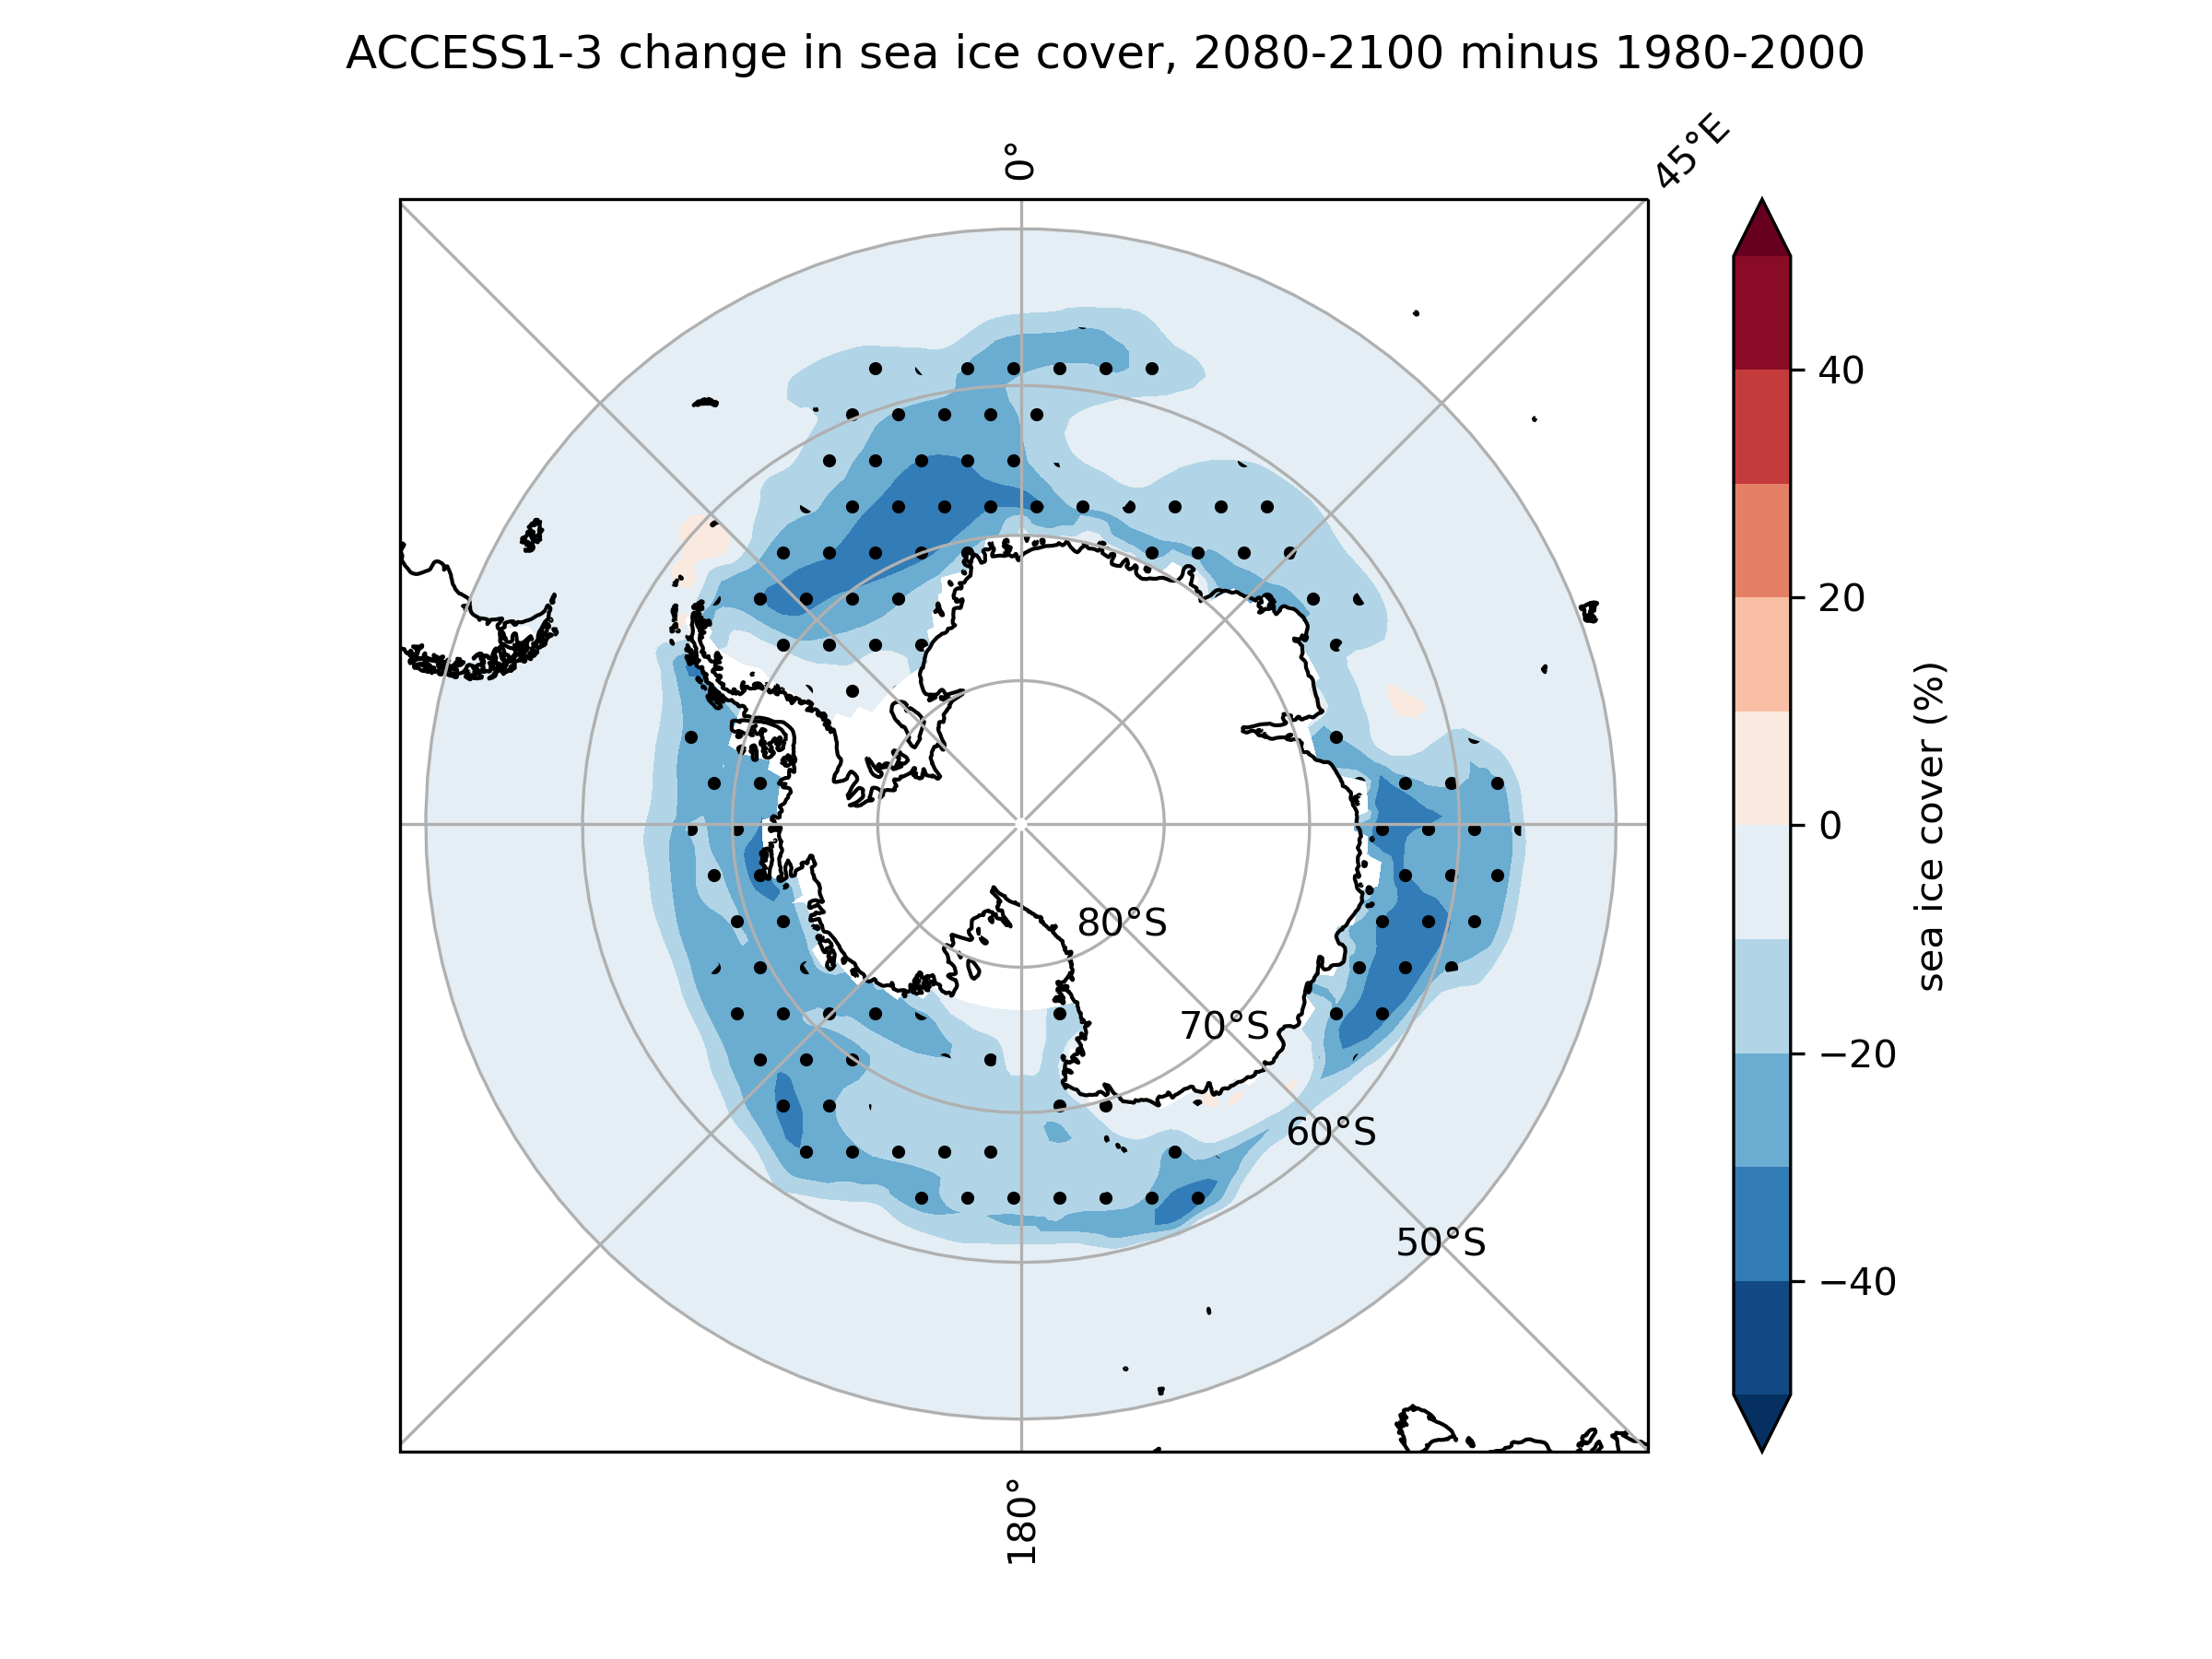 ACCESS1-3 change in sea ice cover, 2080-2100 minus 1980-2000
0°
45°E
80°S
70°S
60°S
50°S
180°
40
20
0
−20
−40
sea ice cover (%)